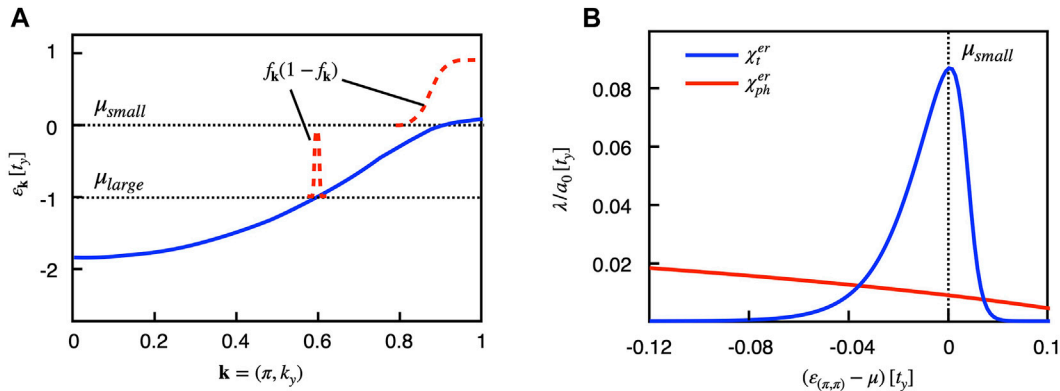 A
B
1
0
-1
-2
ε_k [t_y]
μ_small
μ_large
f_k(1 − f_k)
0
0.2
0.4
0.6
0.8
1
k = (π, k_y)
0.08
0.06
0.04
0.02
λ/a_0 [t_y]
χ_t^{er}
χ_{ph}^{er}
μ_small
-0.12
-0.08
-0.04
0
0.1
(ε_{(π,π)} − μ) [t_y]